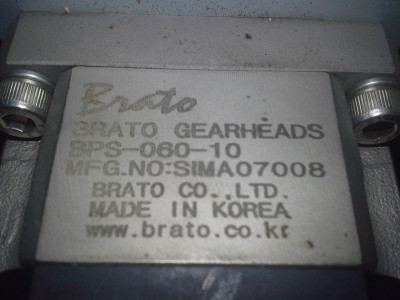 Brato
BRATO GEARHEADS
BPS-060-10
MFG.NO:SIMA07008
BRATO CO.,LTD.
MADE IN KOREA
www.brato.co.kr